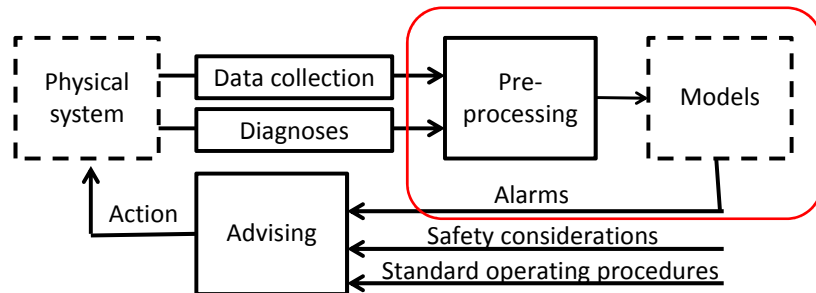 Physical
system
Data collection
Diagnoses
Pre-
processing
Models
Action
Advising
Alarms
Safety considerations
Standard operating procedures